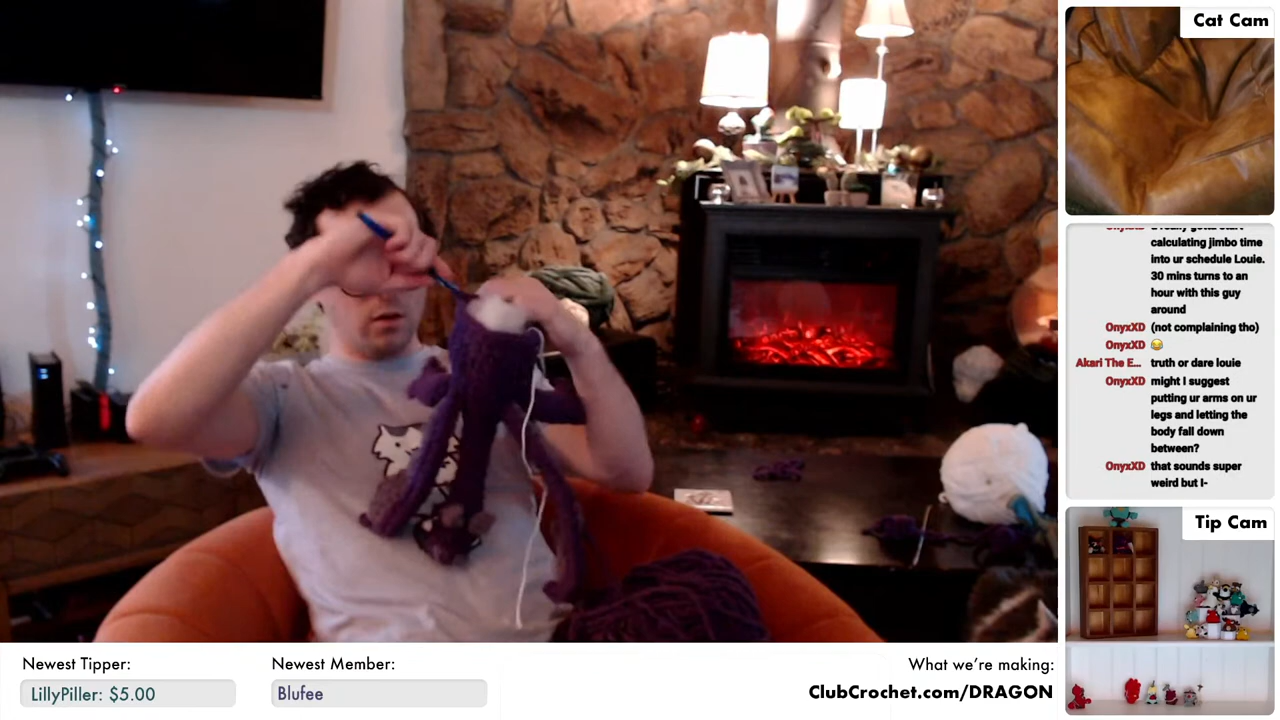 Cat Cam
calculating jimbo time
into ur schedule Louie.
30 mins turns to an
hour with this guy
around
OnyxXD (not complaining tho)
OnyxXD 😂
Akari The E... truth or dare louie
OnyxXD might I suggest
putting ur arms on ur
legs and letting the
body fall down
between?
OnyxXD that sounds super
weird but I-
Tip Cam
Newest Tipper:
LillyPiller: $5.00
Newest Member:
Blufee
What we're making:
ClubCrochet.com/DRAGON